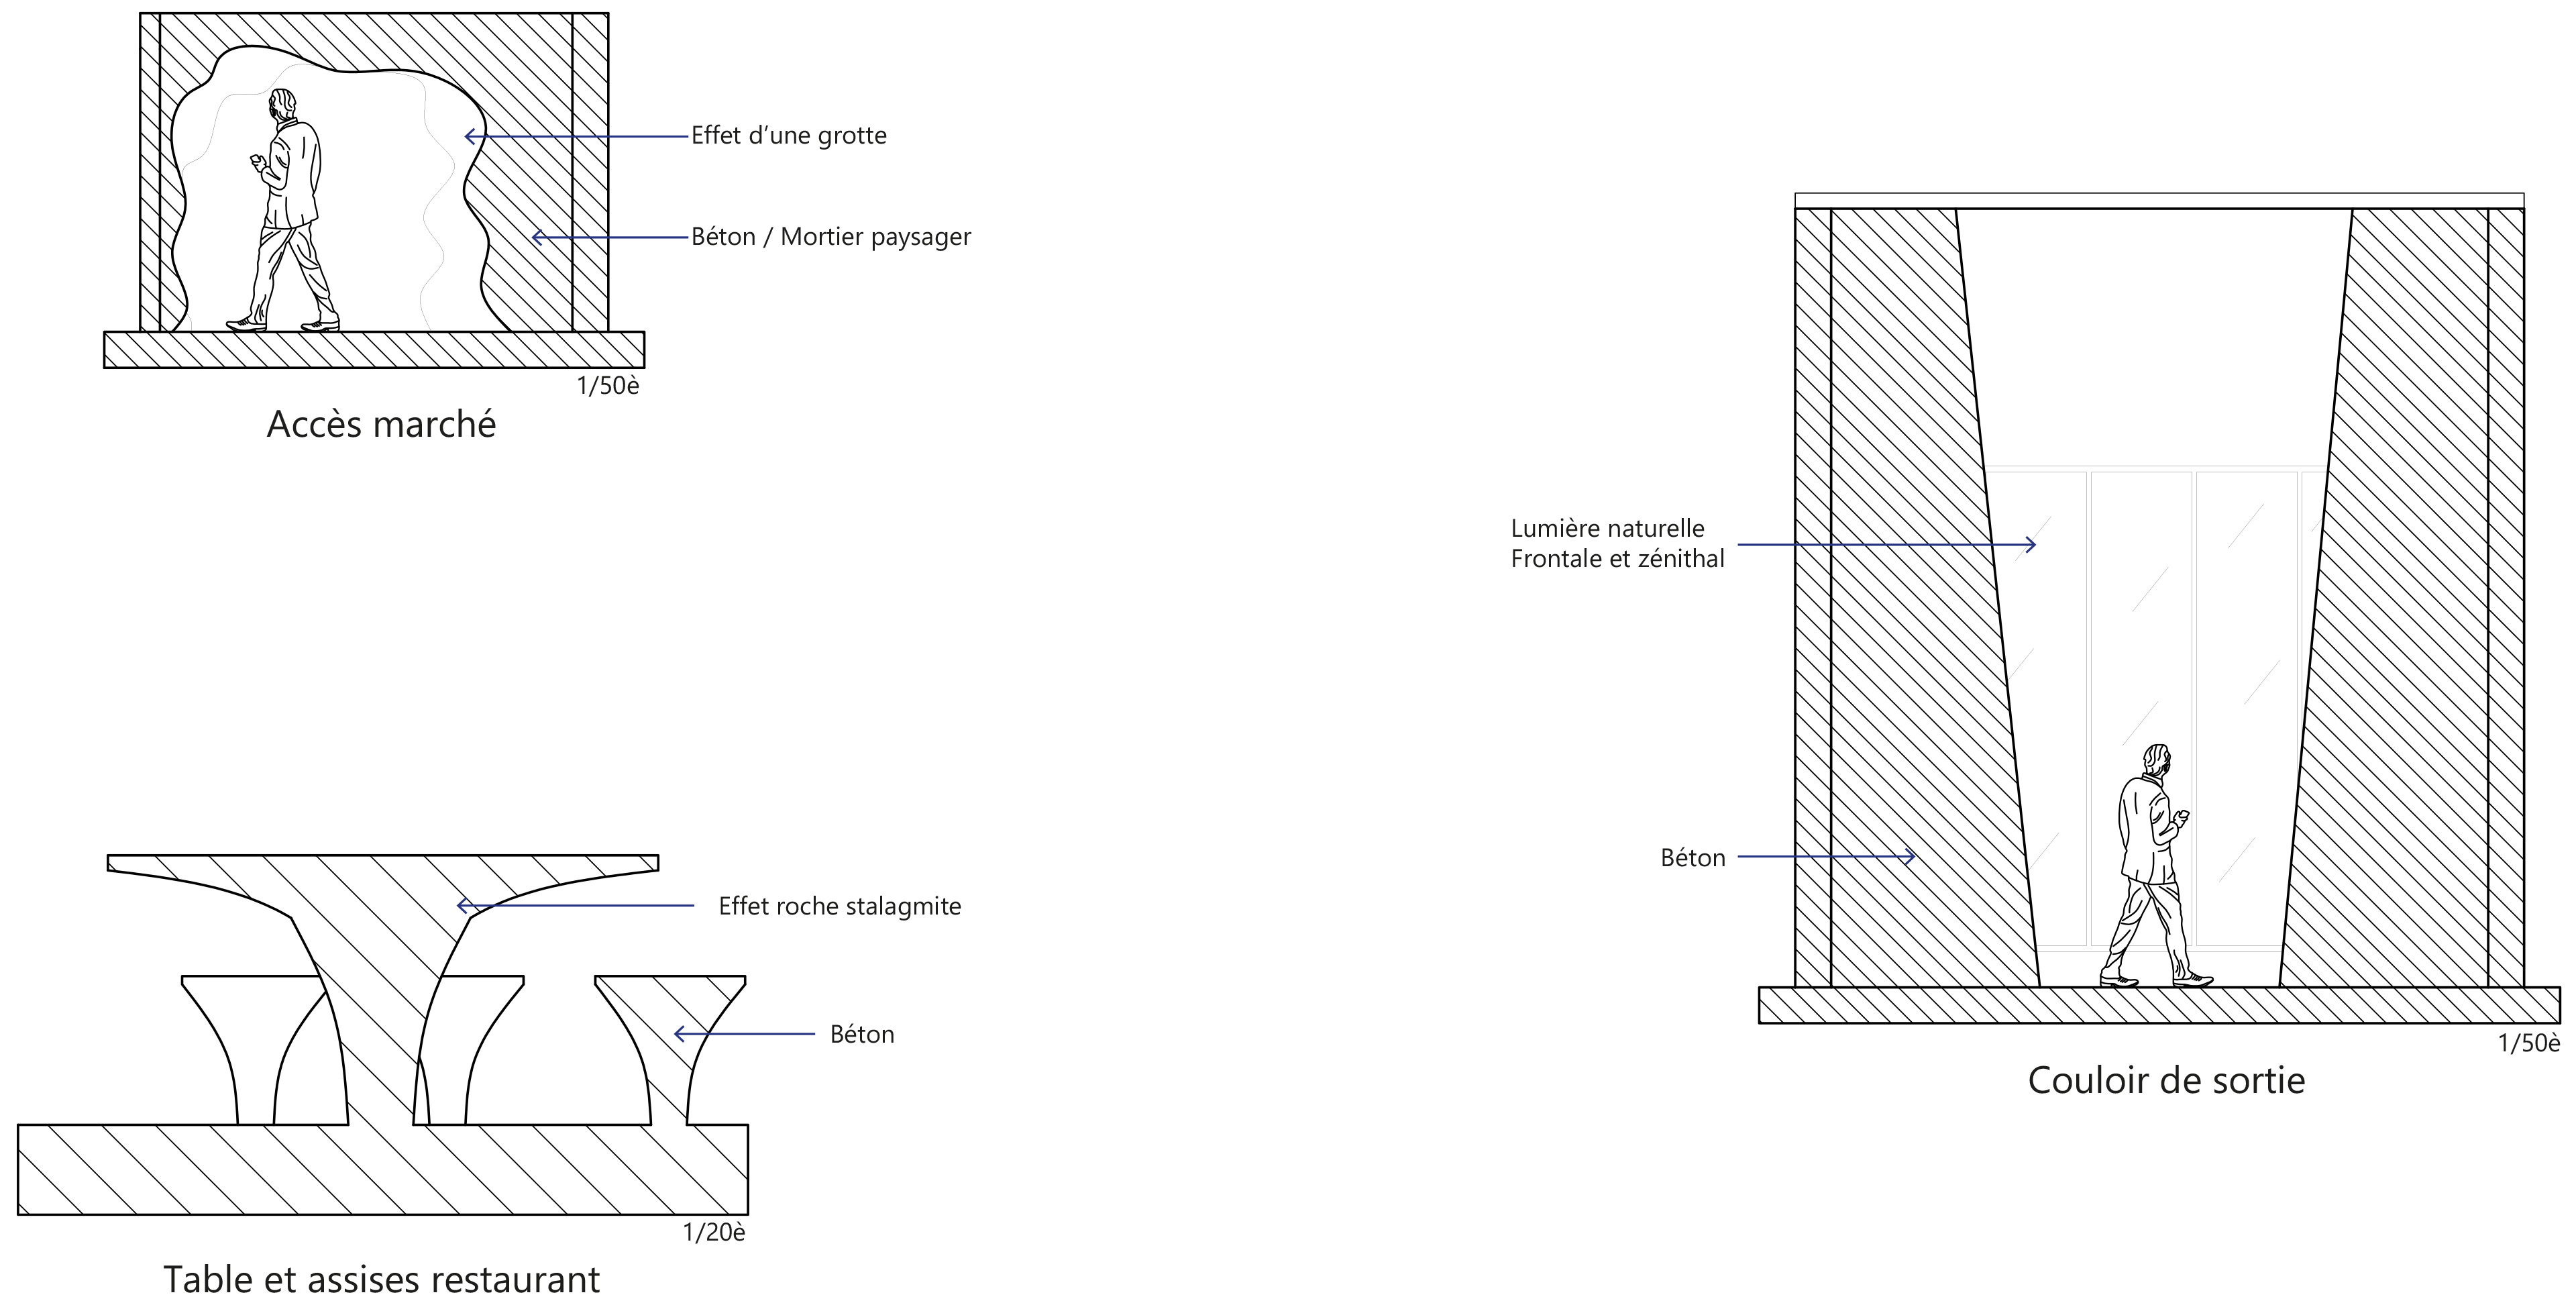 Effet d’une grotte
Béton / Mortier paysager
1/50è
Accès marché
Lumière naturelle
Frontale et zénithal
Béton
1/50è
Couloir de sortie
Effet roche stalagmite
Béton
1/20è
Table et assises restaurant